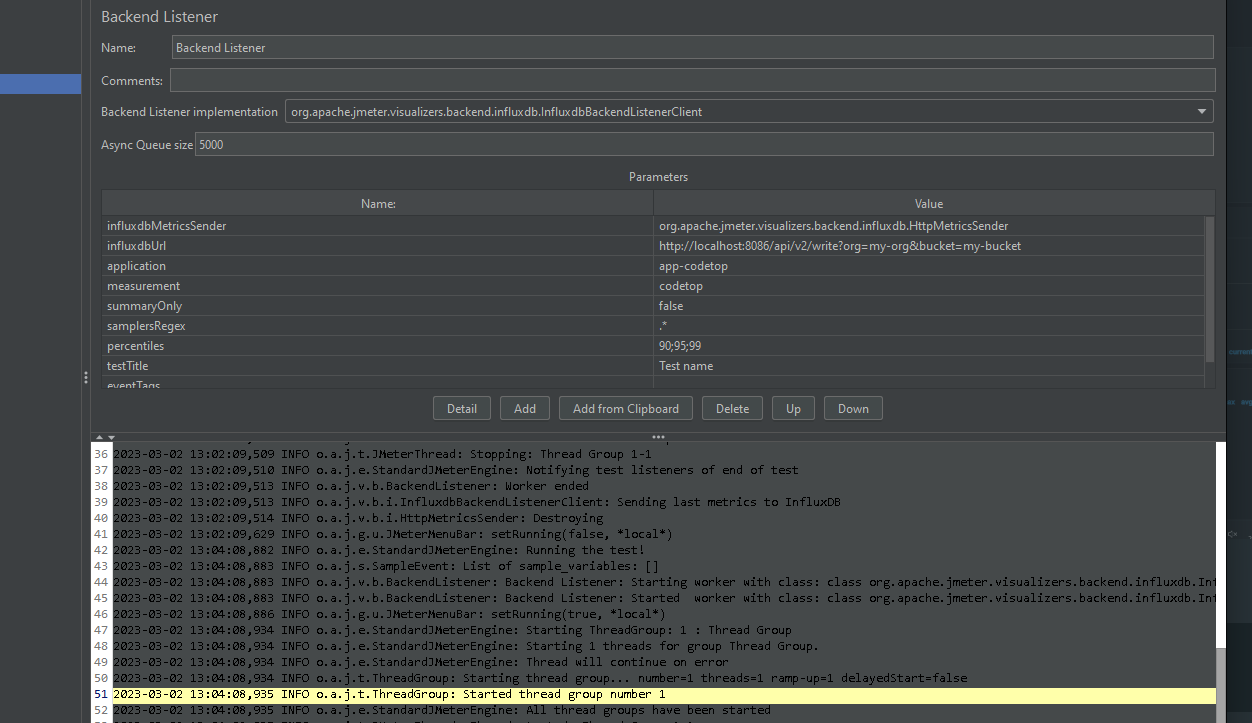 Backend Listener
Name: Backend Listener
Comments:
Backend Listener implementation org.apache.jmeter.visualizers.backend.influxdb.InfluxdbBackendListenerClient
Async Queue size 5000
Parameters
Name: Value
influxdbMetricsSender org.apache.jmeter.visualizers.backend.influxdb.HttpMetricsSender
influxdbUrl http://localhost:8086/api/v2/write?org=my-org&bucket=my-bucket
application app-codetop
measurement codetop
summaryOnly false
samplersRegex .*
percentiles 90;95;99
testTitle Test name
eventTags
Detail Add Add from Clipboard Delete Up Down
36 2023-03-02 13:02:09,509 INFO o.a.j.t.JMeterThread: Stopping: Thread Group 1-1
37 2023-03-02 13:02:09,510 INFO o.a.j.e.StandardJMeterEngine: Notifying test listeners of end of test
38 2023-03-02 13:02:09,513 INFO o.a.j.v.b.BackendListener: Worker ended
39 2023-03-02 13:02:09,513 INFO o.a.j.v.b.i.InfluxdbBackendListenerClient: Sending last metrics to InfluxDB
40 2023-03-02 13:02:09,514 INFO o.a.j.v.b.i.HttpMetricsSender: Destroying
41 2023-03-02 13:02:09,629 INFO o.a.j.g.u.JMeterMenuBar: setRunning(false, *local*)
42 2023-03-02 13:04:08,882 INFO o.a.j.e.StandardJMeterEngine: Running the test!
43 2023-03-02 13:04:08,883 INFO o.a.j.s.SampleEvent: List of sample_variables: []
44 2023-03-02 13:04:08,883 INFO o.a.j.v.b.BackendListener: Backend Listener: Starting worker with class: class org.apache.jmeter.visualizers.backend.influxdb.Inf
45 2023-03-02 13:04:08,883 INFO o.a.j.v.b.BackendListener: Backend Listener: Started  worker with class: class org.apache.jmeter.visualizers.backend.influxdb.Inf
46 2023-03-02 13:04:08,886 INFO o.a.j.g.u.JMeterMenuBar: setRunning(true, *local*)
47 2023-03-02 13:04:08,934 INFO o.a.j.e.StandardJMeterEngine: Starting ThreadGroup: 1 : Thread Group
48 2023-03-02 13:04:08,934 INFO o.a.j.e.StandardJMeterEngine: Starting 1 threads for group Thread Group.
49 2023-03-02 13:04:08,934 INFO o.a.j.e.StandardJMeterEngine: Thread will continue on error
50 2023-03-02 13:04:08,934 INFO o.a.j.t.ThreadGroup: Starting thread group... number=1 threads=1 ramp-up=1 delayedStart=false
51 2023-03-02 13:04:08,935 INFO o.a.j.t.ThreadGroup: Started thread group number 1
52 2023-03-02 13:04:08,935 INFO o.a.j.e.StandardJMeterEngine: All thread groups have been started